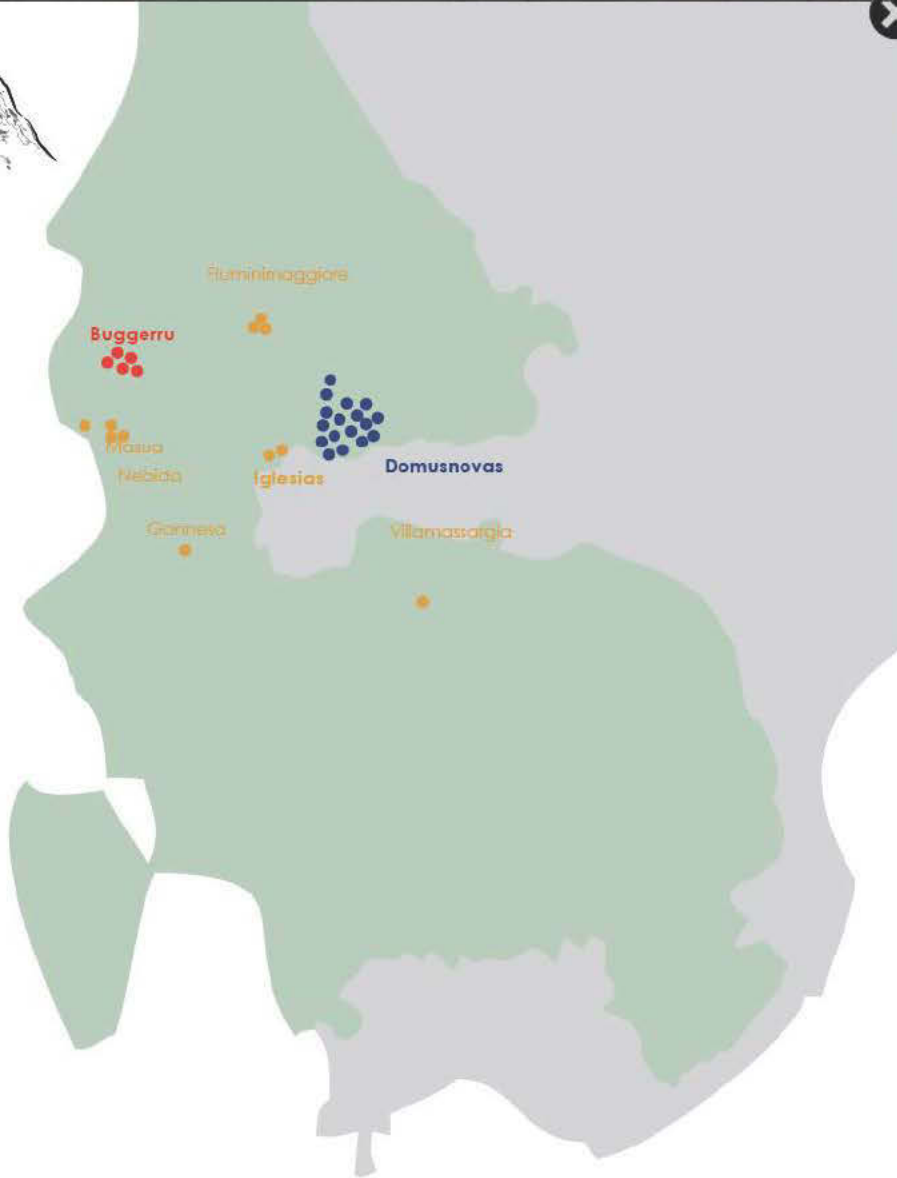 Fluminimaggiore
Buggerru
Masua
Domusnovas
Nebida
Iglesias
Gonnesa
Villamassargia